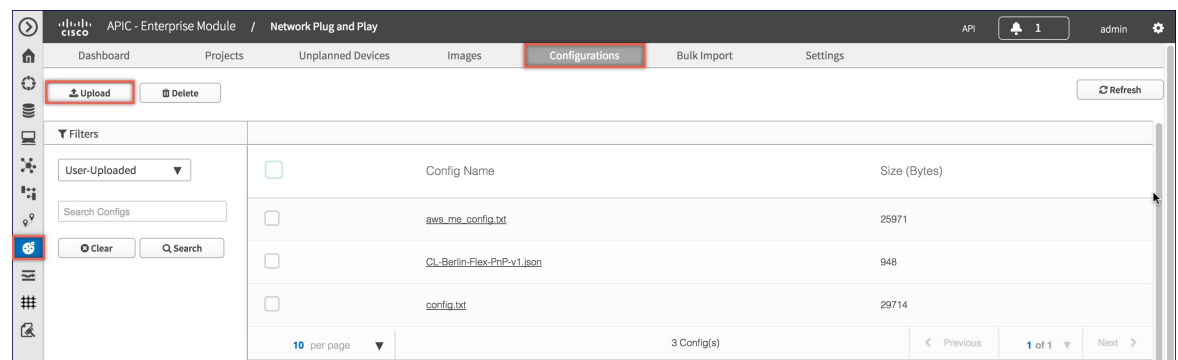 cisco APIC - Enterprise Module / Network Plug and Play API 1 admin
Dashboard Projects Unplanned Devices Images Configurations Bulk Import Settings
Upload Delete Refresh
Filters
User-Uploaded Config Name Size (Bytes)
Search Configs aws_me_config.txt 25971
Clear Search CL-Berlin-Flex-PnP-v1.json 948
config.txt 29714
10 per page 3 Config(s) Previous 1 of 1 Next